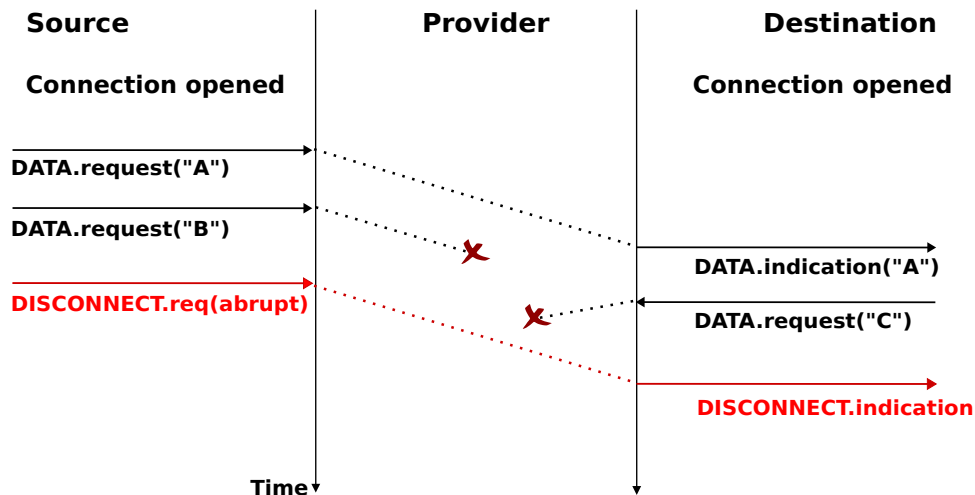 Source Provider Destination
Connection opened Connection opened
DATA.request("A")
DATA.request("B")
DATA.indication("A")
DISCONNECT.req(abrupt)
DATA.request("C")
DISCONNECT.indication
Time